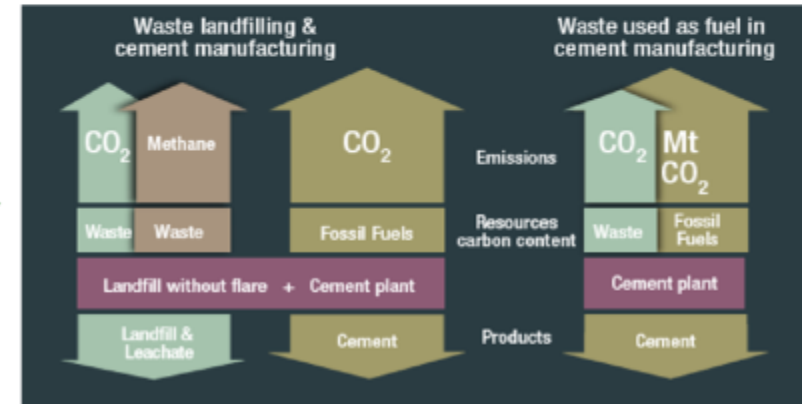 Waste landfilling &
cement manufacturing
Waste used as fuel in
cement manufacturing
CO2
Methane
CO2
Emissions
CO2
Mt
CO2
Waste
Waste
Fossil Fuels
Resources
carbon content
Waste
Fossil
Fuels
Landfill without flare + Cement plant
Cement plant
Landfill &
Leachate
Cement
Products
Cement